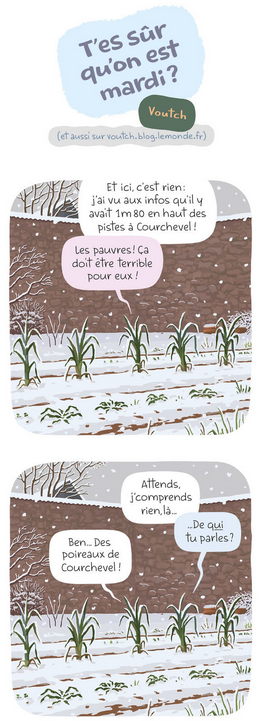 T'es sûr
qu'on est
mardi?
Voutch
(et aussi sur voutch.blog.lemonde.fr)
Et ici, c'est rien:
j'ai vu aux infos qu'il y
avait 1m80 en haut des
pistes à Courchevel!
Les pauvres! Ça
doit être terrible
pour eux!
Attends,
j'comprends
rien,là...
...De qui
tu parles?
Ben... Des
poireaux de
Courchevel!